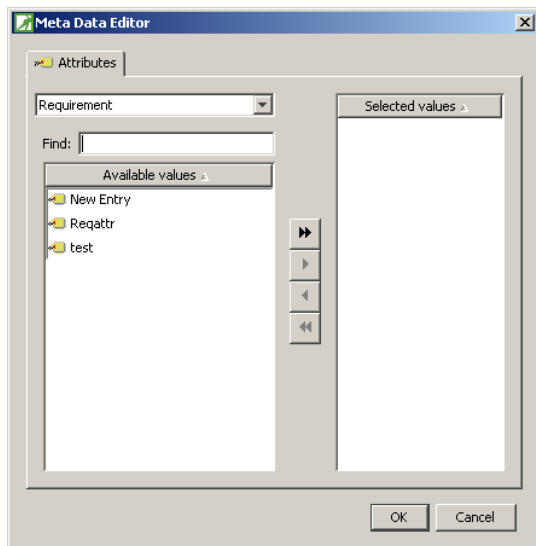 Meta Data Editor
Attributes
Requirement
Find:
Available values
New Entry
Reqattr
test
Selected values
OK
Cancel